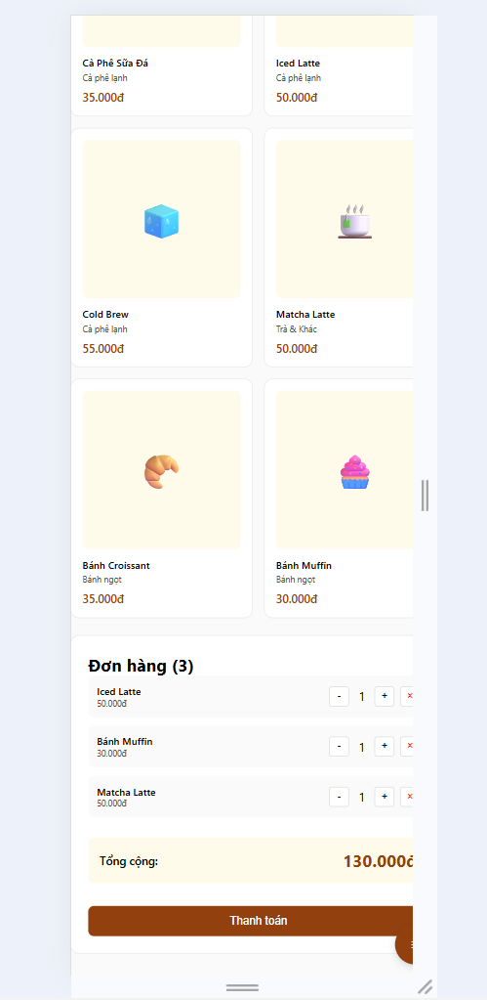 Cà Phê Sữa Đá
Cà phê lạnh
35.000đ
Iced Latte
Cà phê lạnh
50.000đ
Cold Brew
Cà phê lạnh
55.000đ
Matcha Latte
Trà & Khác
50.000đ
Bánh Croissant
Bánh ngọt
35.000đ
Bánh Muffin
Bánh ngọt
30.000đ
Đơn hàng (3)
Iced Latte
50.000đ
- 1 + ×
Bánh Muffin
30.000đ
- 1 + ×
Matcha Latte
50.000đ
- 1 + ×
Tổng cộng: 130.000đ
Thanh toán